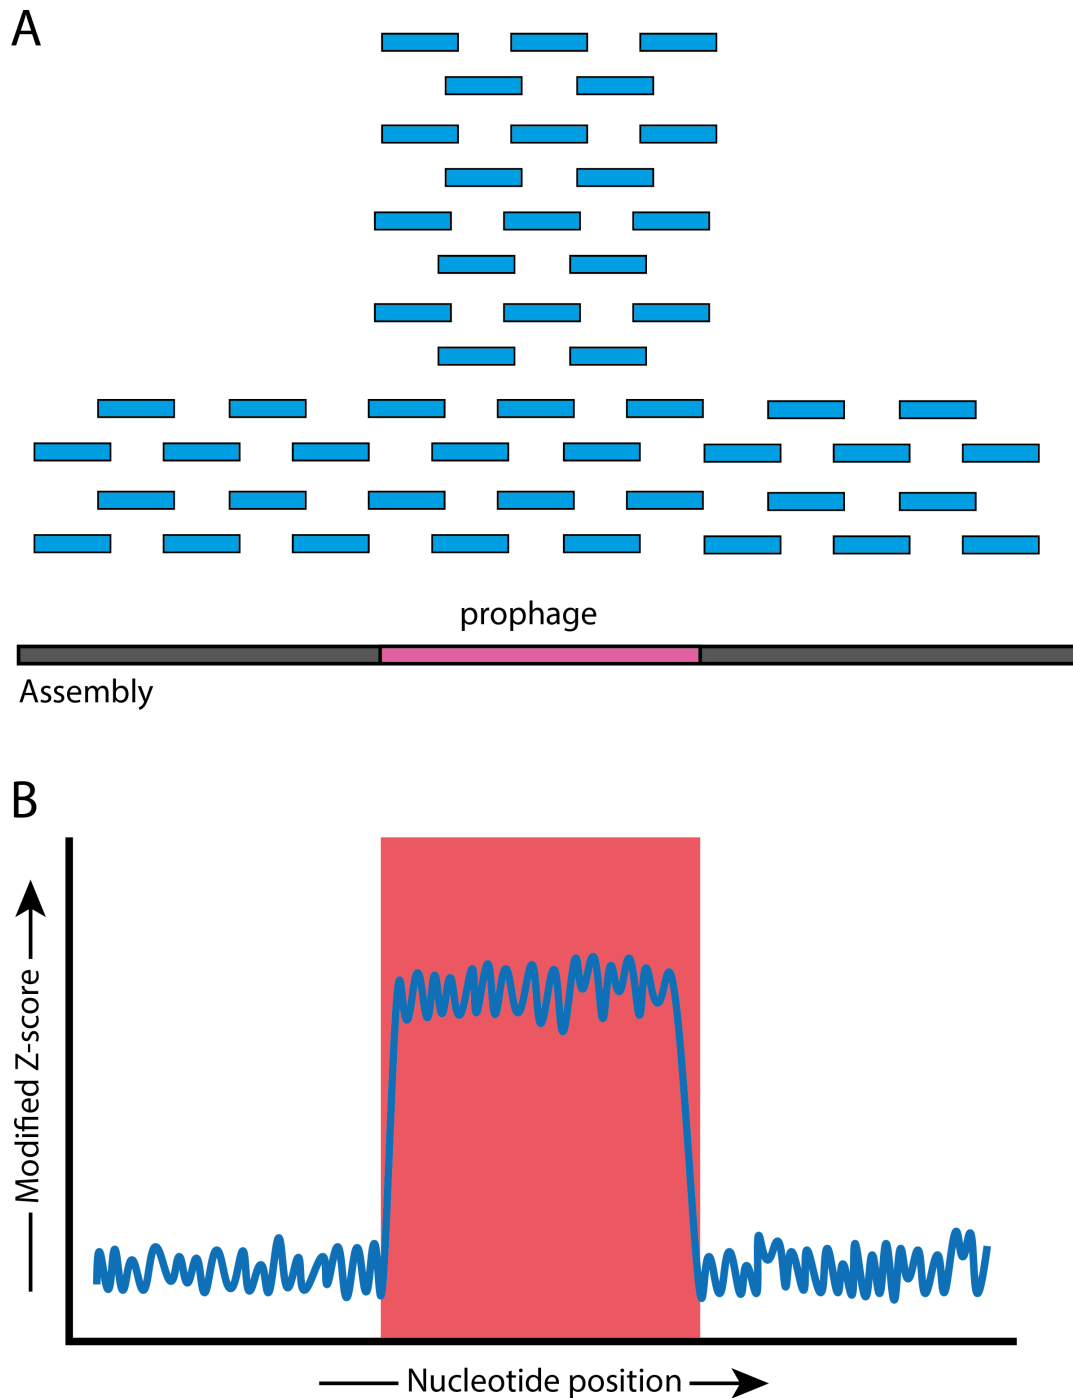 A
prophage
Assembly
B
Modified Z-score
Nucleotide position